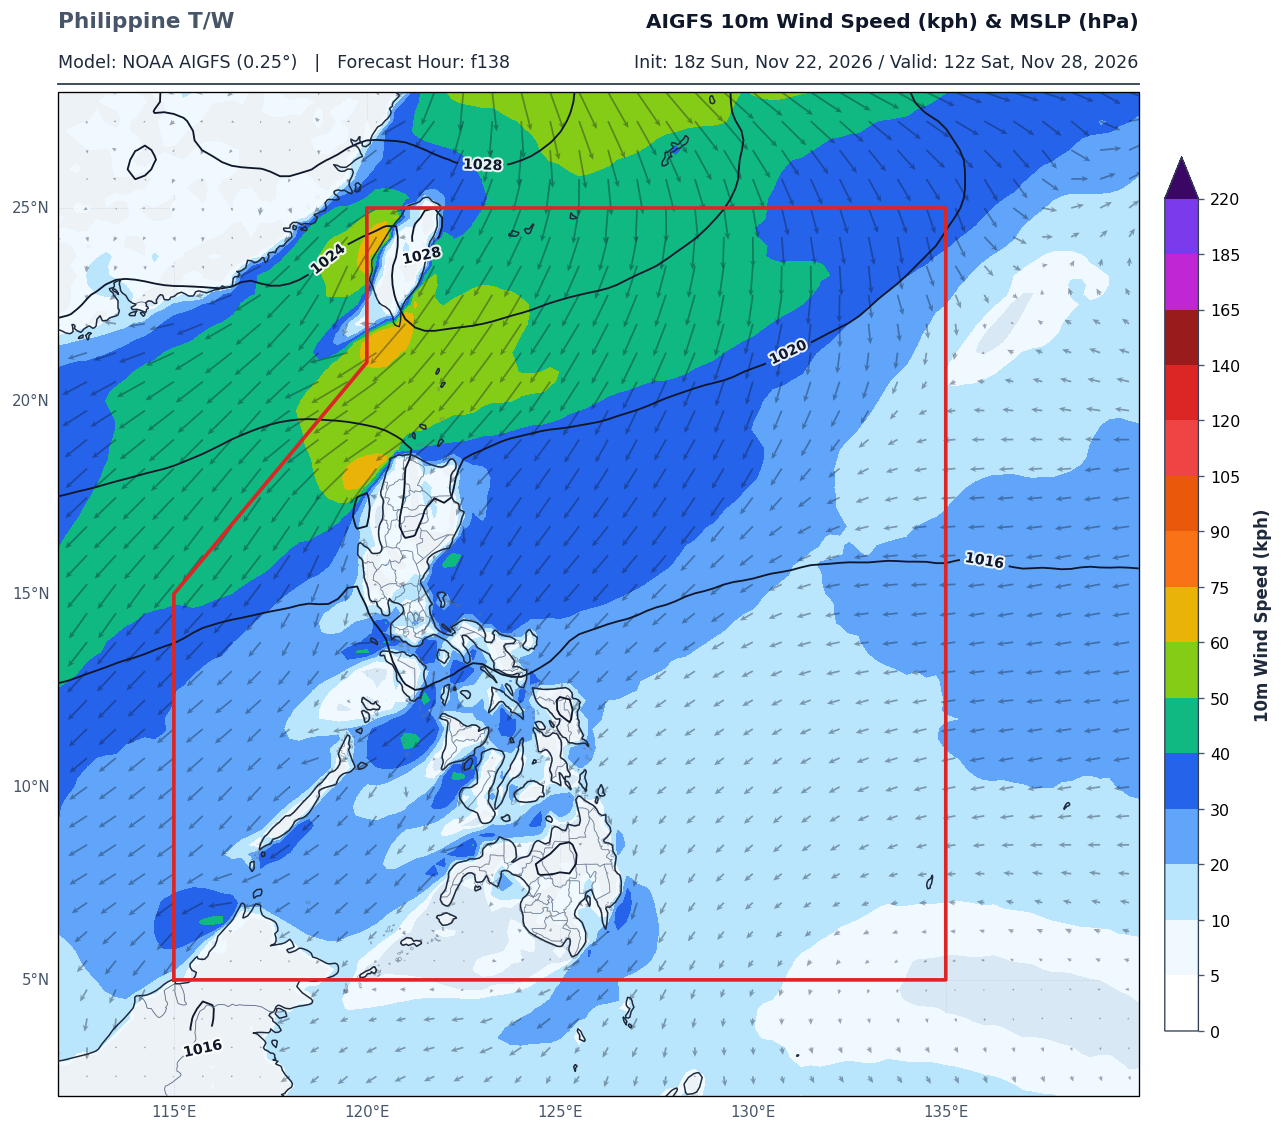 Philippine T/W
AIGFS 10m Wind Speed (kph) & MSLP (hPa)
Model: NOAA AIGFS (0.25°) | Forecast Hour: f138
Init: 18z Sun, Nov 22, 2026 / Valid: 12z Sat, Nov 28, 2026
1028
1024
1028
1020
1016
1016
25°N
20°N
15°N
10°N
5°N
115°E
120°E
125°E
130°E
135°E
220
185
165
140
120
105
90
75
60
50
40
30
20
10
5
0
10m Wind Speed (kph)